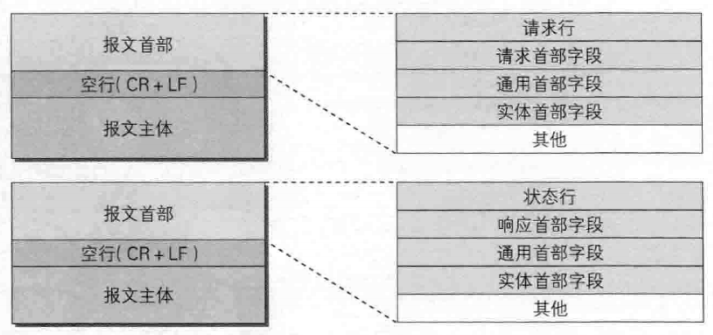 报文首部
空行( CR + LF )
报文主体
请求行
请求首部字段
通用首部字段
实体首部字段
其他
报文首部
空行( CR + LF )
报文主体
状态行
响应首部字段
通用首部字段
实体首部字段
其他